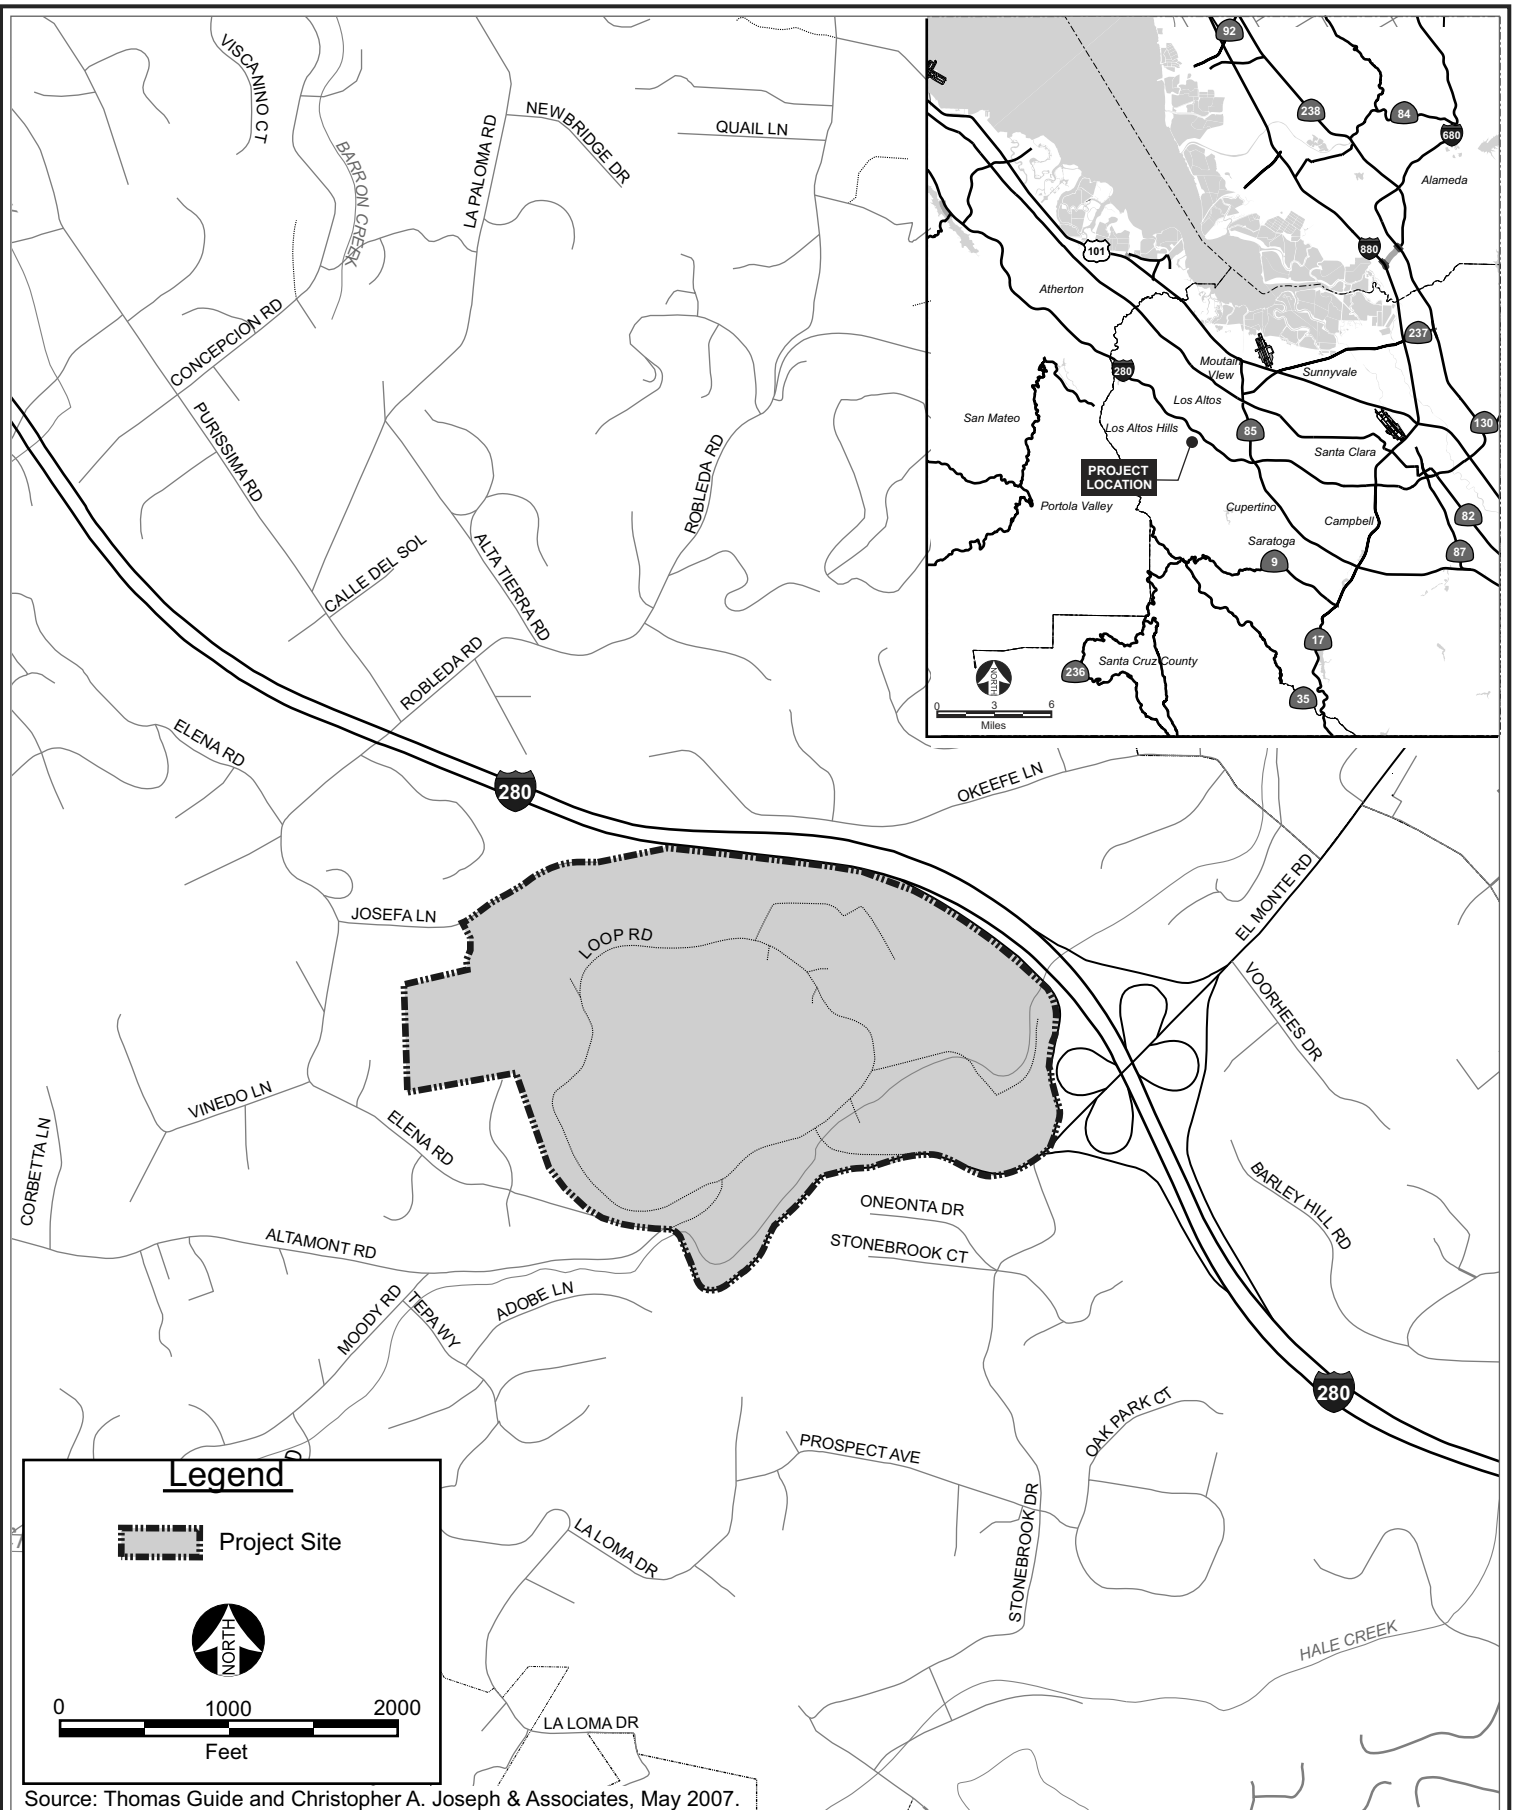 VISCANINO CT
BARRON CREEK
LA PALOMA RD
NEWBRIDGE DR
QUAIL LN
CONCEPCION RD
PURISSIMA RD
ROBLEDA RD
CALLE DEL SOL
ALTA TIERRA RD
ROBLEDA RD
ELENA RD
280
OKEEFE LN
EL MONTE RD
JOSEFA LN
LOOP RD
VOORHEES DR
VINEDO LN
CORBETTA LN
ELENA RD
BARLEY HILL RD
ONEONTA DR
STONEBROOK CT
ALTAMONT RD
MOODY RD
TEPA WY
ADOBE LN
280
OAK PARK CT
PROSPECT AVE
STONEBROOK DR
LA LOMA DR
HALE CREEK
LA LOMA DR
92
238
84
680
Alameda
880
101
Atherton
237
280
Moutain
VIew
Sunnyvale
Los Altos
San Mateo
Los Altos Hills
85
130
Santa Clara
PROJECT
LOCATION
Portola Valley
Cupertino
Campbell
82
Saratoga
9
87
17
Santa Cruz County
236
35
NORTH
0 3 6
Miles
D
Legend
Project Site
NORTH
0 1000 2000
Feet
Source: Thomas Guide and Christopher A. Joseph & Associates, May 2007.